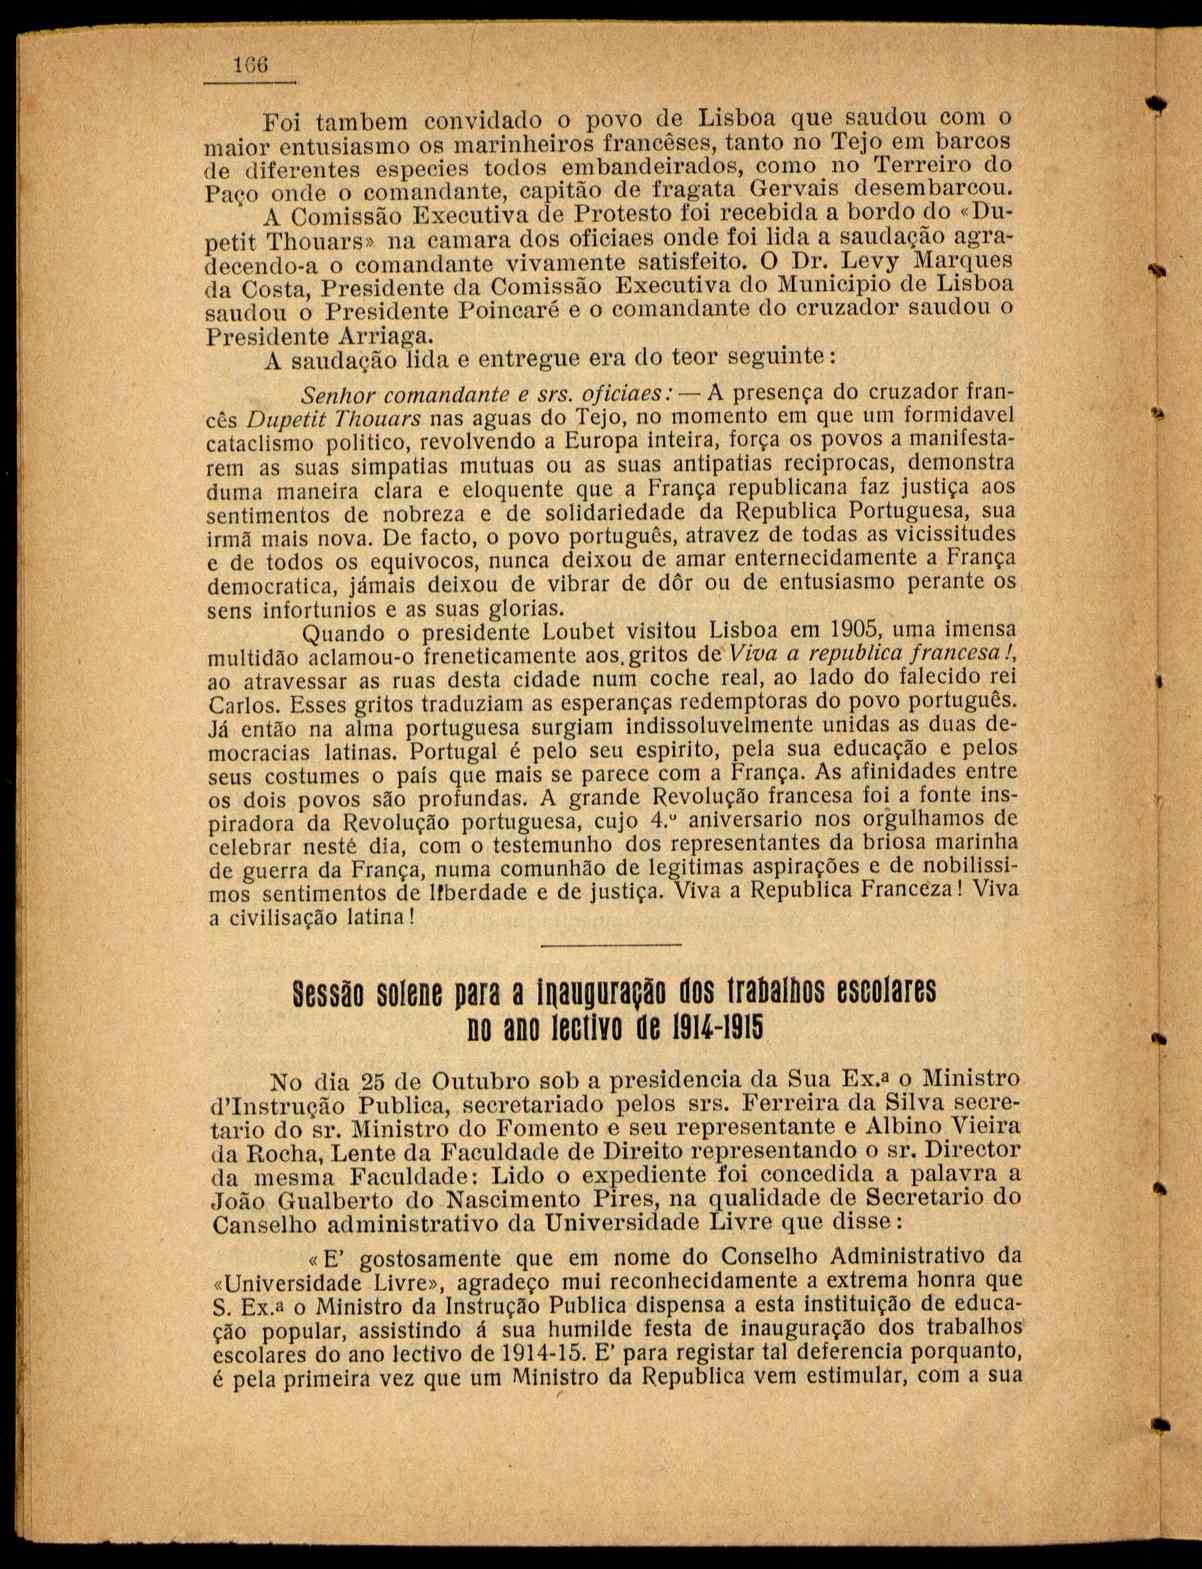 166
Foi tambem convidado o povo de Lisboa que saudou com o
maior entusiasmo os marinheiros francêses, tanto no Tejo em barcos
de diferentes especies todos embandeirados, como no Terreiro do
Paço onde o comandante, capitão de fragata Gervais desembarcou.
A Comissão Executiva de Protesto foi recebida a bordo do «Du-
petit Thouars» na camara dos oficiaes onde foi lida a saudação agra-
decendo-a o comandante vivamente satisfeito. O Dr. Levy Marques
da Costa, Presidente da Comissão Executiva do Municipio de Lisboa
saudou o Presidente Poincaré e o comandante do cruzador saudou o
Presidente Arriaga.
A saudação lida e entregue era do teor seguinte:
Senhor comandante e srs. oficiaes: — A presença do cruzador fran-
cês Dupetit Thouars nas aguas do Tejo, no momento em que um formidavel
cataclismo politico, revolvendo a Europa inteira, força os povos a manifesta-
rem as suas simpatias mutuas ou as suas antipatias reciprocas, demonstra
duma maneira clara e eloquente que a França republicana faz justiça aos
sentimentos de nobreza e de solidariedade da Republica Portuguesa, sua
irmã mais nova. De facto, o povo português, atravez de todas as vicissitudes
e de todos os equivocos, nunca deixou de amar enternecidamente a França
democratica, jámais deixou de vibrar de dôr ou de entusiasmo perante os
sens infortunios e as suas glorias.
Quando o presidente Loubet visitou Lisboa em 1905, uma imensa
multidão aclamou-o freneticamente aos gritos de Viva a republica francesa!,
ao atravessar as ruas desta cidade num coche real, ao lado do falecido rei
Carlos. Esses gritos traduziam as esperanças redemptoras do povo português.
Já então na alma portuguesa surgiam indissoluvelmente unidas as duas de-
mocracias latinas. Portugal é pelo seu espirito, pela sua educação e pelos
seus costumes o país que mais se parece com a França. As afinidades entre
os dois povos são profundas. A grande Revolução francesa foi a fonte ins-
piradora da Revolução portuguesa, cujo 4.º aniversario nos orgulhamos de
celebrar neste dia, com o testemunho dos representantes da briosa marinha
de guerra da França, numa comunhão de legitimas aspirações e de nobilissi-
mos sentimentos de liberdade e de justiça. Viva a Republica Franceza! Viva
a civilisação latina!
Sessão solene para a inauguração dos trabalhos escolares
no ano lectivo de 1914-1915
No dia 25 de Outubro sob a presidencia da Sua Ex.ª o Ministro
d'Instrução Publica, secretariado pelos srs. Ferreira da Silva secre-
tario do sr. Ministro do Fomento e seu representante e Albino Vieira
da Rocha, Lente da Faculdade de Direito representando o sr. Director
da mesma Faculdade: Lido o expediente foi concedida a palavra a
João Gualberto do Nascimento Pires, na qualidade de Secretario do
Canselho administrativo da Universidade Livre que disse:
«E' gostosamente que em nome do Conselho Administrativo da
«Universidade Livre», agradeço mui reconhecidamente a extrema honra que
S. Ex.ª o Ministro da Instrução Publica dispensa a esta instituição de educa-
ção popular, assistindo á sua humilde festa de inauguração dos trabalhos
escolares do ano lectivo de 1914-15. E' para registar tal deferencia porquanto,
é pela primeira vez que um Ministro da Republica vem estimular, com a sua